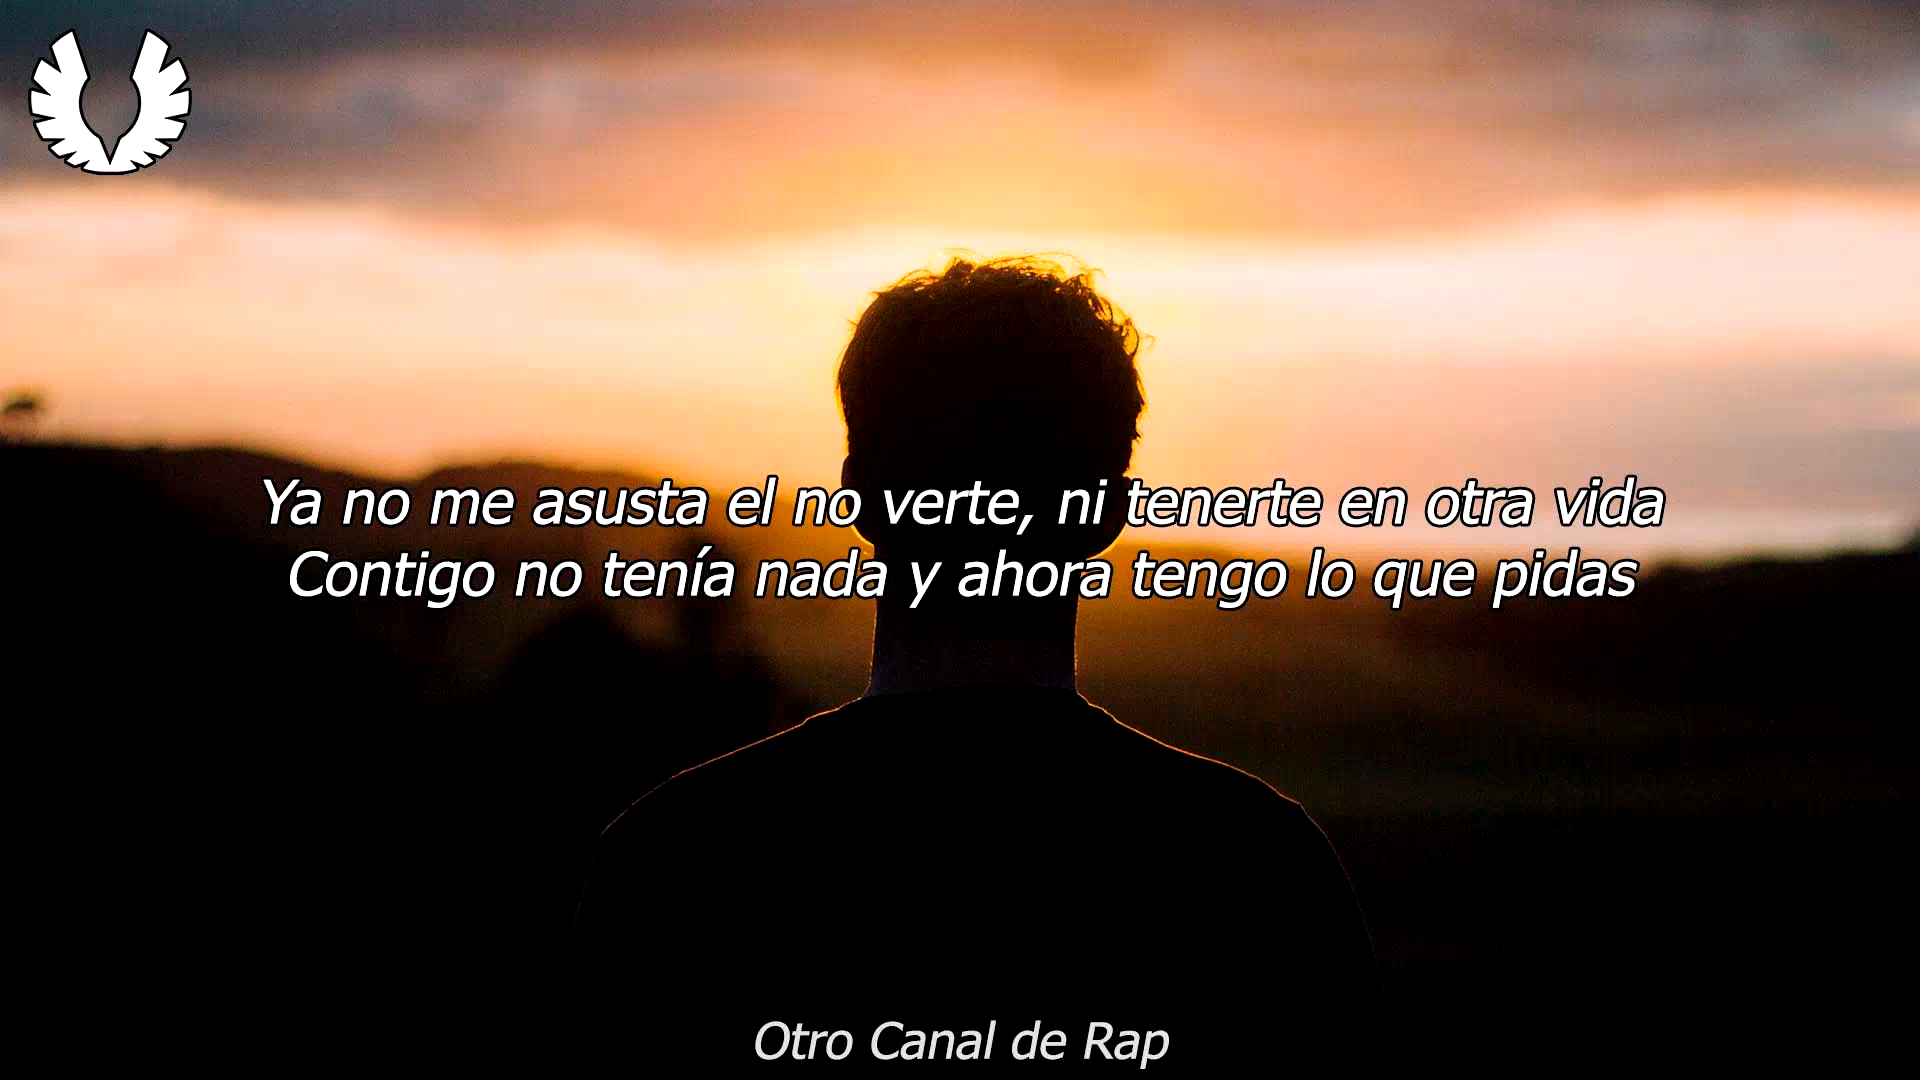 Ya no me asusta el no verte, ni tenerte en otra vida
Contigo no tenía nada y ahora tengo lo que pidas
Otro Canal de Rap